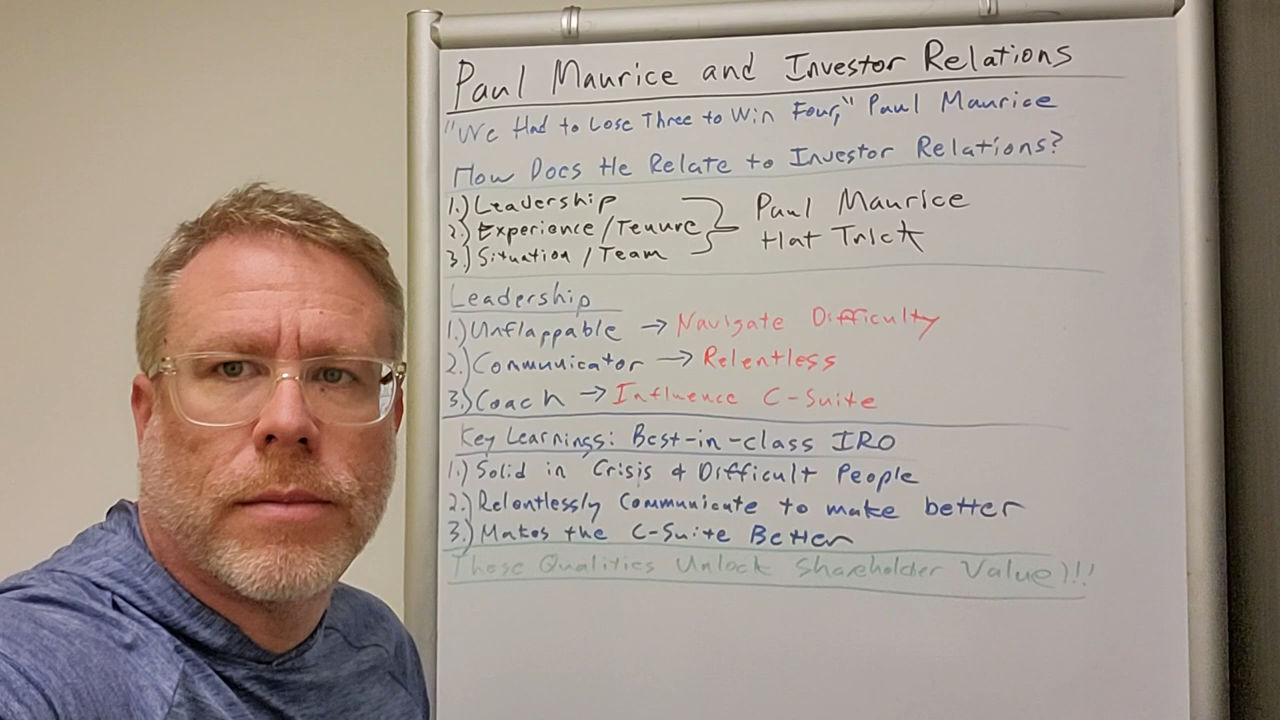 Paul Maurice and Investor Relations
"We Had to Lose Three to Win Four," Paul Maurice
How Does He Relate to Investor Relations?
1.) Leadership
2.) Experience/Tenure
3.) Situation/Team
Paul Maurice
Hat Trick
Leadership
1.) Unflappable → Navigate Difficulty
2.) Communicator → Relentless
3.) Coach → Influence C-Suite
Key Learnings: Best-in-class IRO
1.) Solid in Crisis & Difficult People
2.) Relentlessly Communicate to make better
3.) Makes the C-Suite Better
These Qualities Unlock Shareholder Value)!!